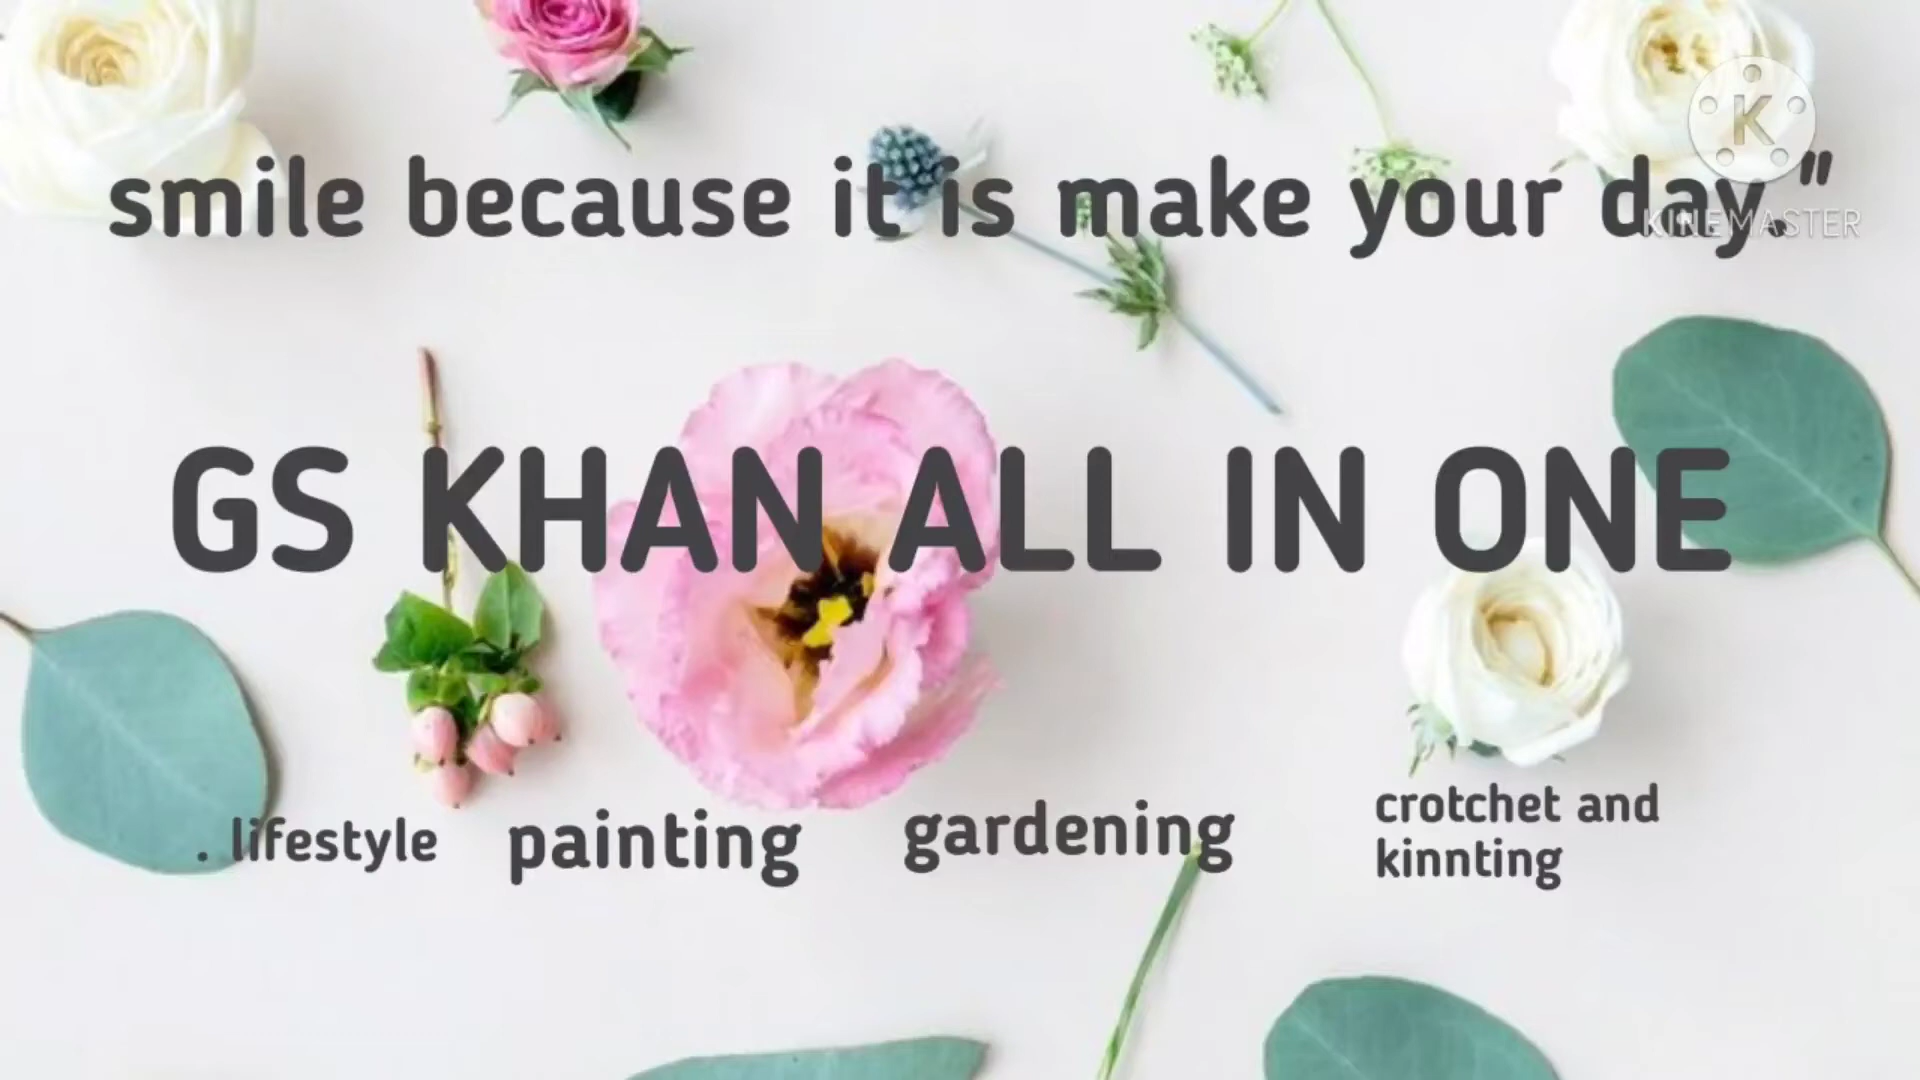 smile because it is make your day."
K
KINEMASTER
GS KHAN ALL IN ONE
. lifestyle
painting
gardening
crotchet and
kinnting